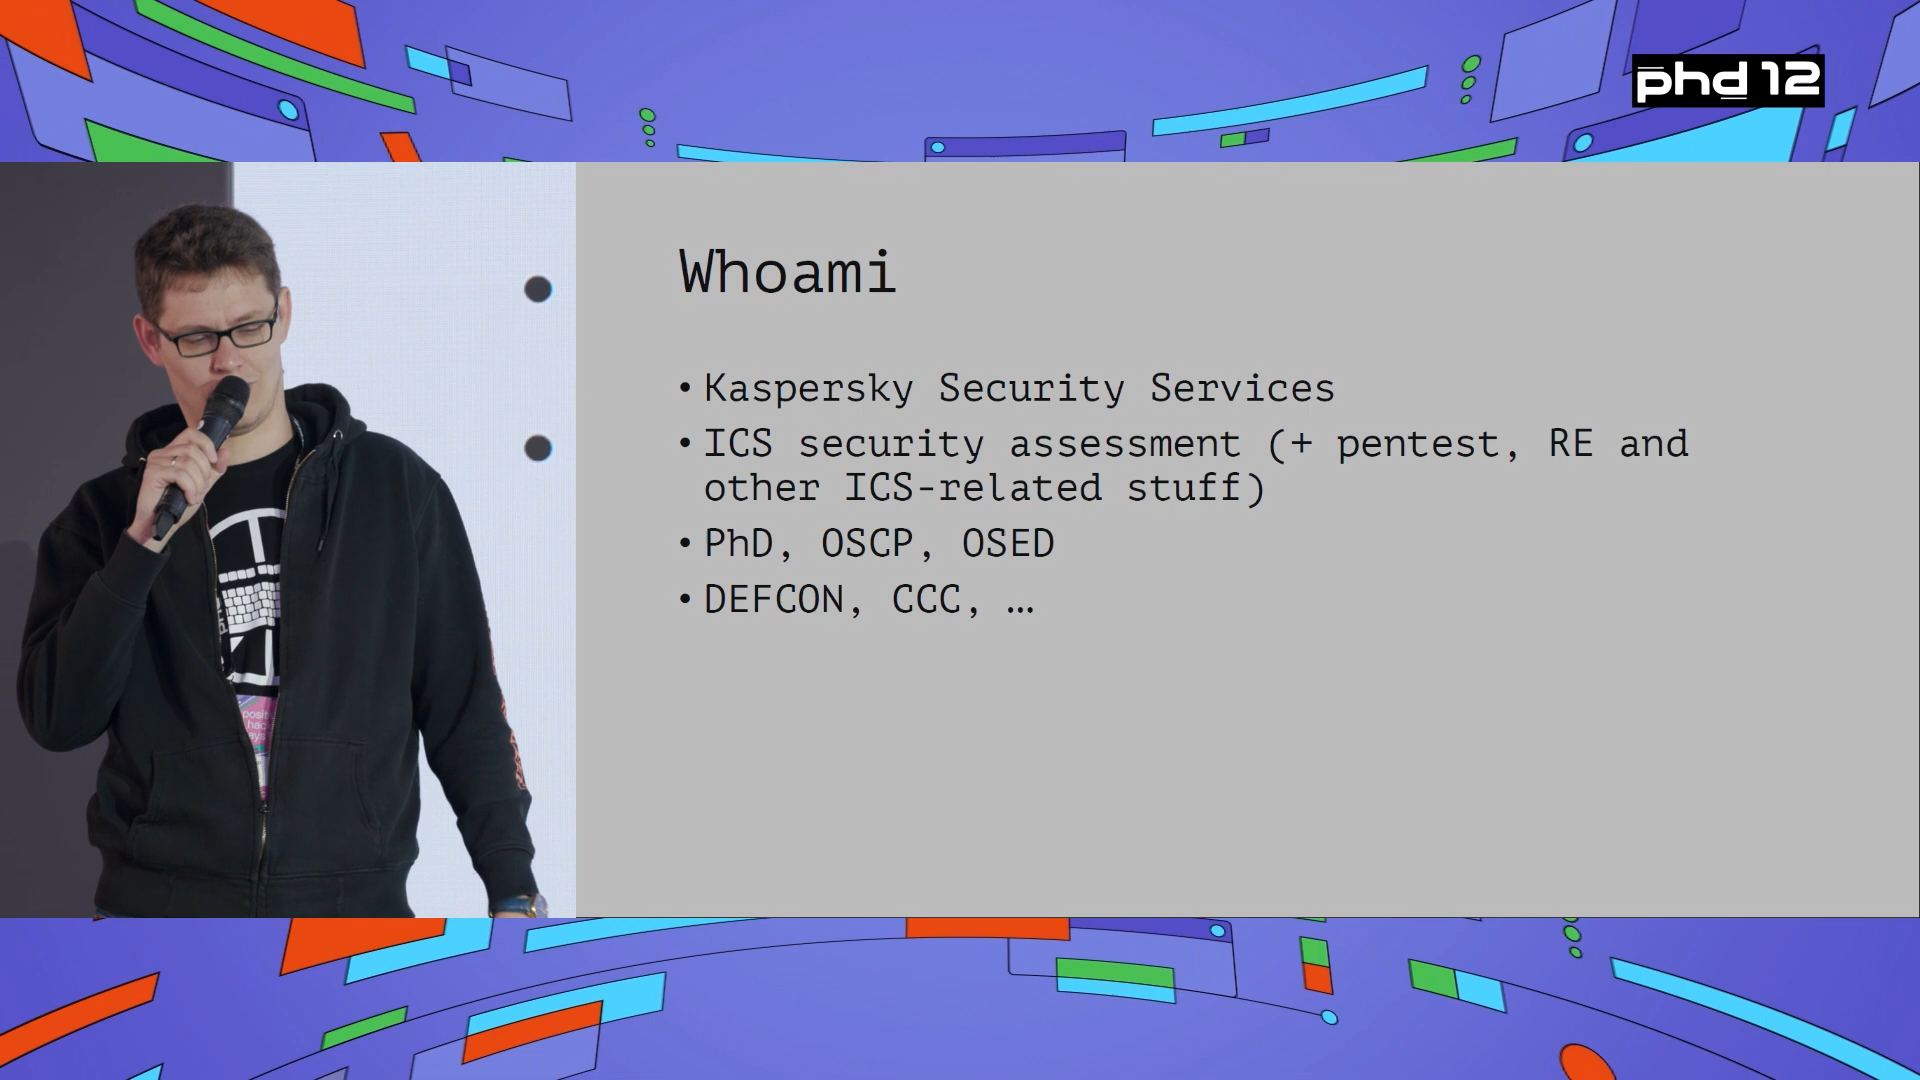 phd 12
Whoami
• Kaspersky Security Services
• ICS security assessment (+ pentest, RE and
other ICS-related stuff)
• PhD, OSCP, OSED
• DEFCON, CCC, …